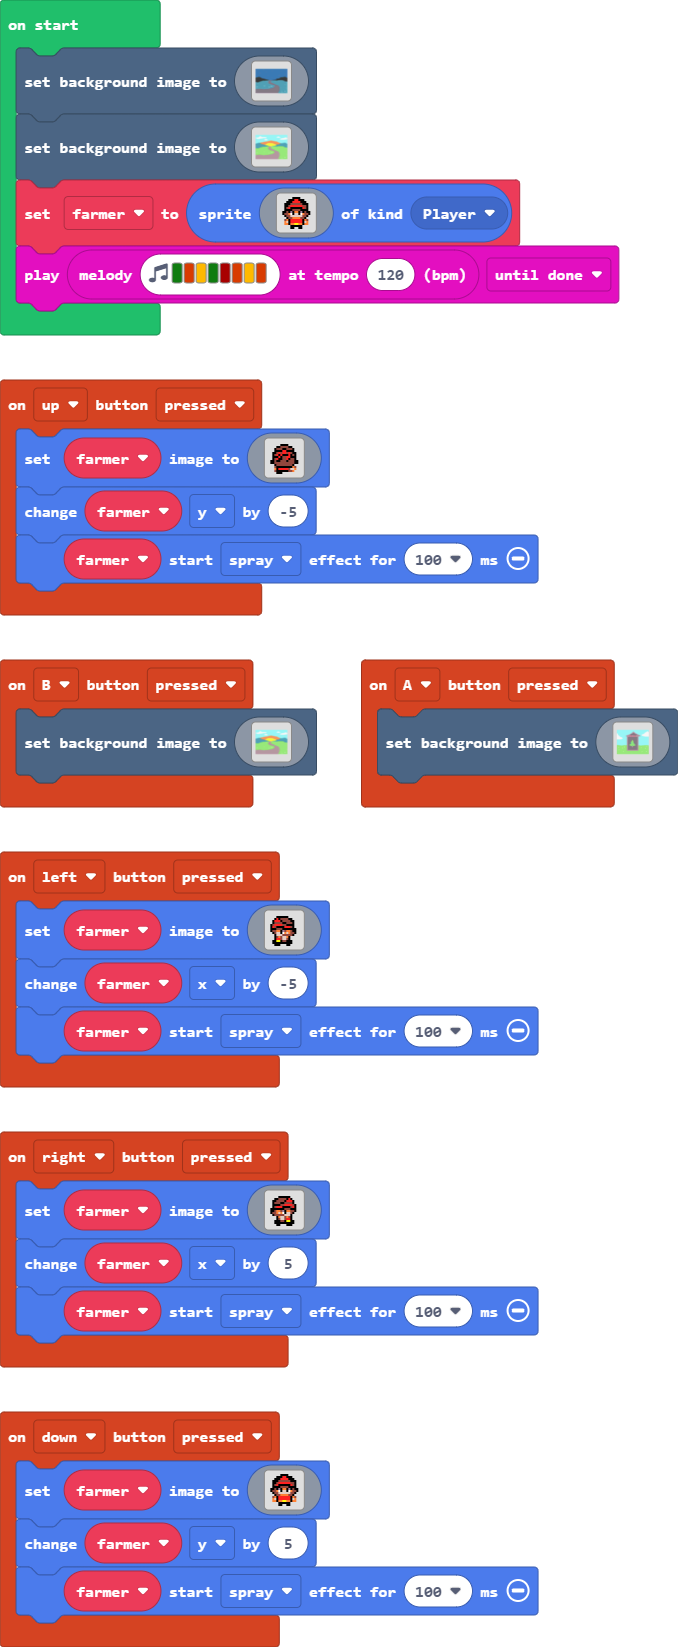 on start
set background image to
set background image to
set farmer to sprite of kind Player
play melody at tempo 120 (bpm) until done
on up button pressed
set farmer image to
change farmer y by -5
farmer start spray effect for 100 ms
on B button pressed
set background image to
on A button pressed
set background image to
on left button pressed
set farmer image to
change farmer x by -5
farmer start spray effect for 100 ms
on right button pressed
set farmer image to
change farmer x by 5
farmer start spray effect for 100 ms
on down button pressed
set farmer image to
change farmer y by 5
farmer start spray effect for 100 ms